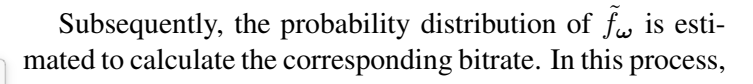 Subsequently, the probability distribution of f̃_ω is esti-
mated to calculate the corresponding bitrate. In this process,